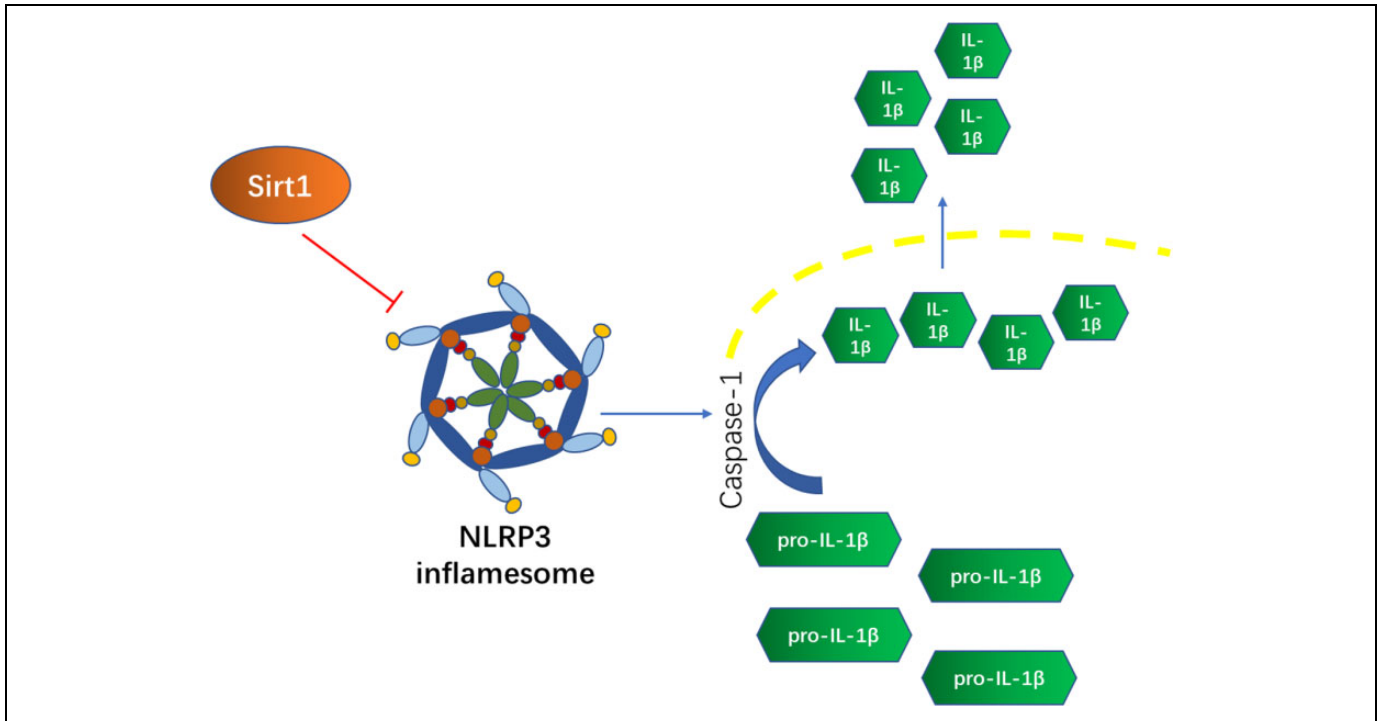 IL-
1β
IL-
1β
IL-
1β
IL-
1β
Sirt1
IL-
1β
IL-
1β
IL-
1β
IL-
1β
Caspase-1
NLRP3
inflamesome
pro-IL-1β
pro-IL-1β
pro-IL-1β
pro-IL-1β